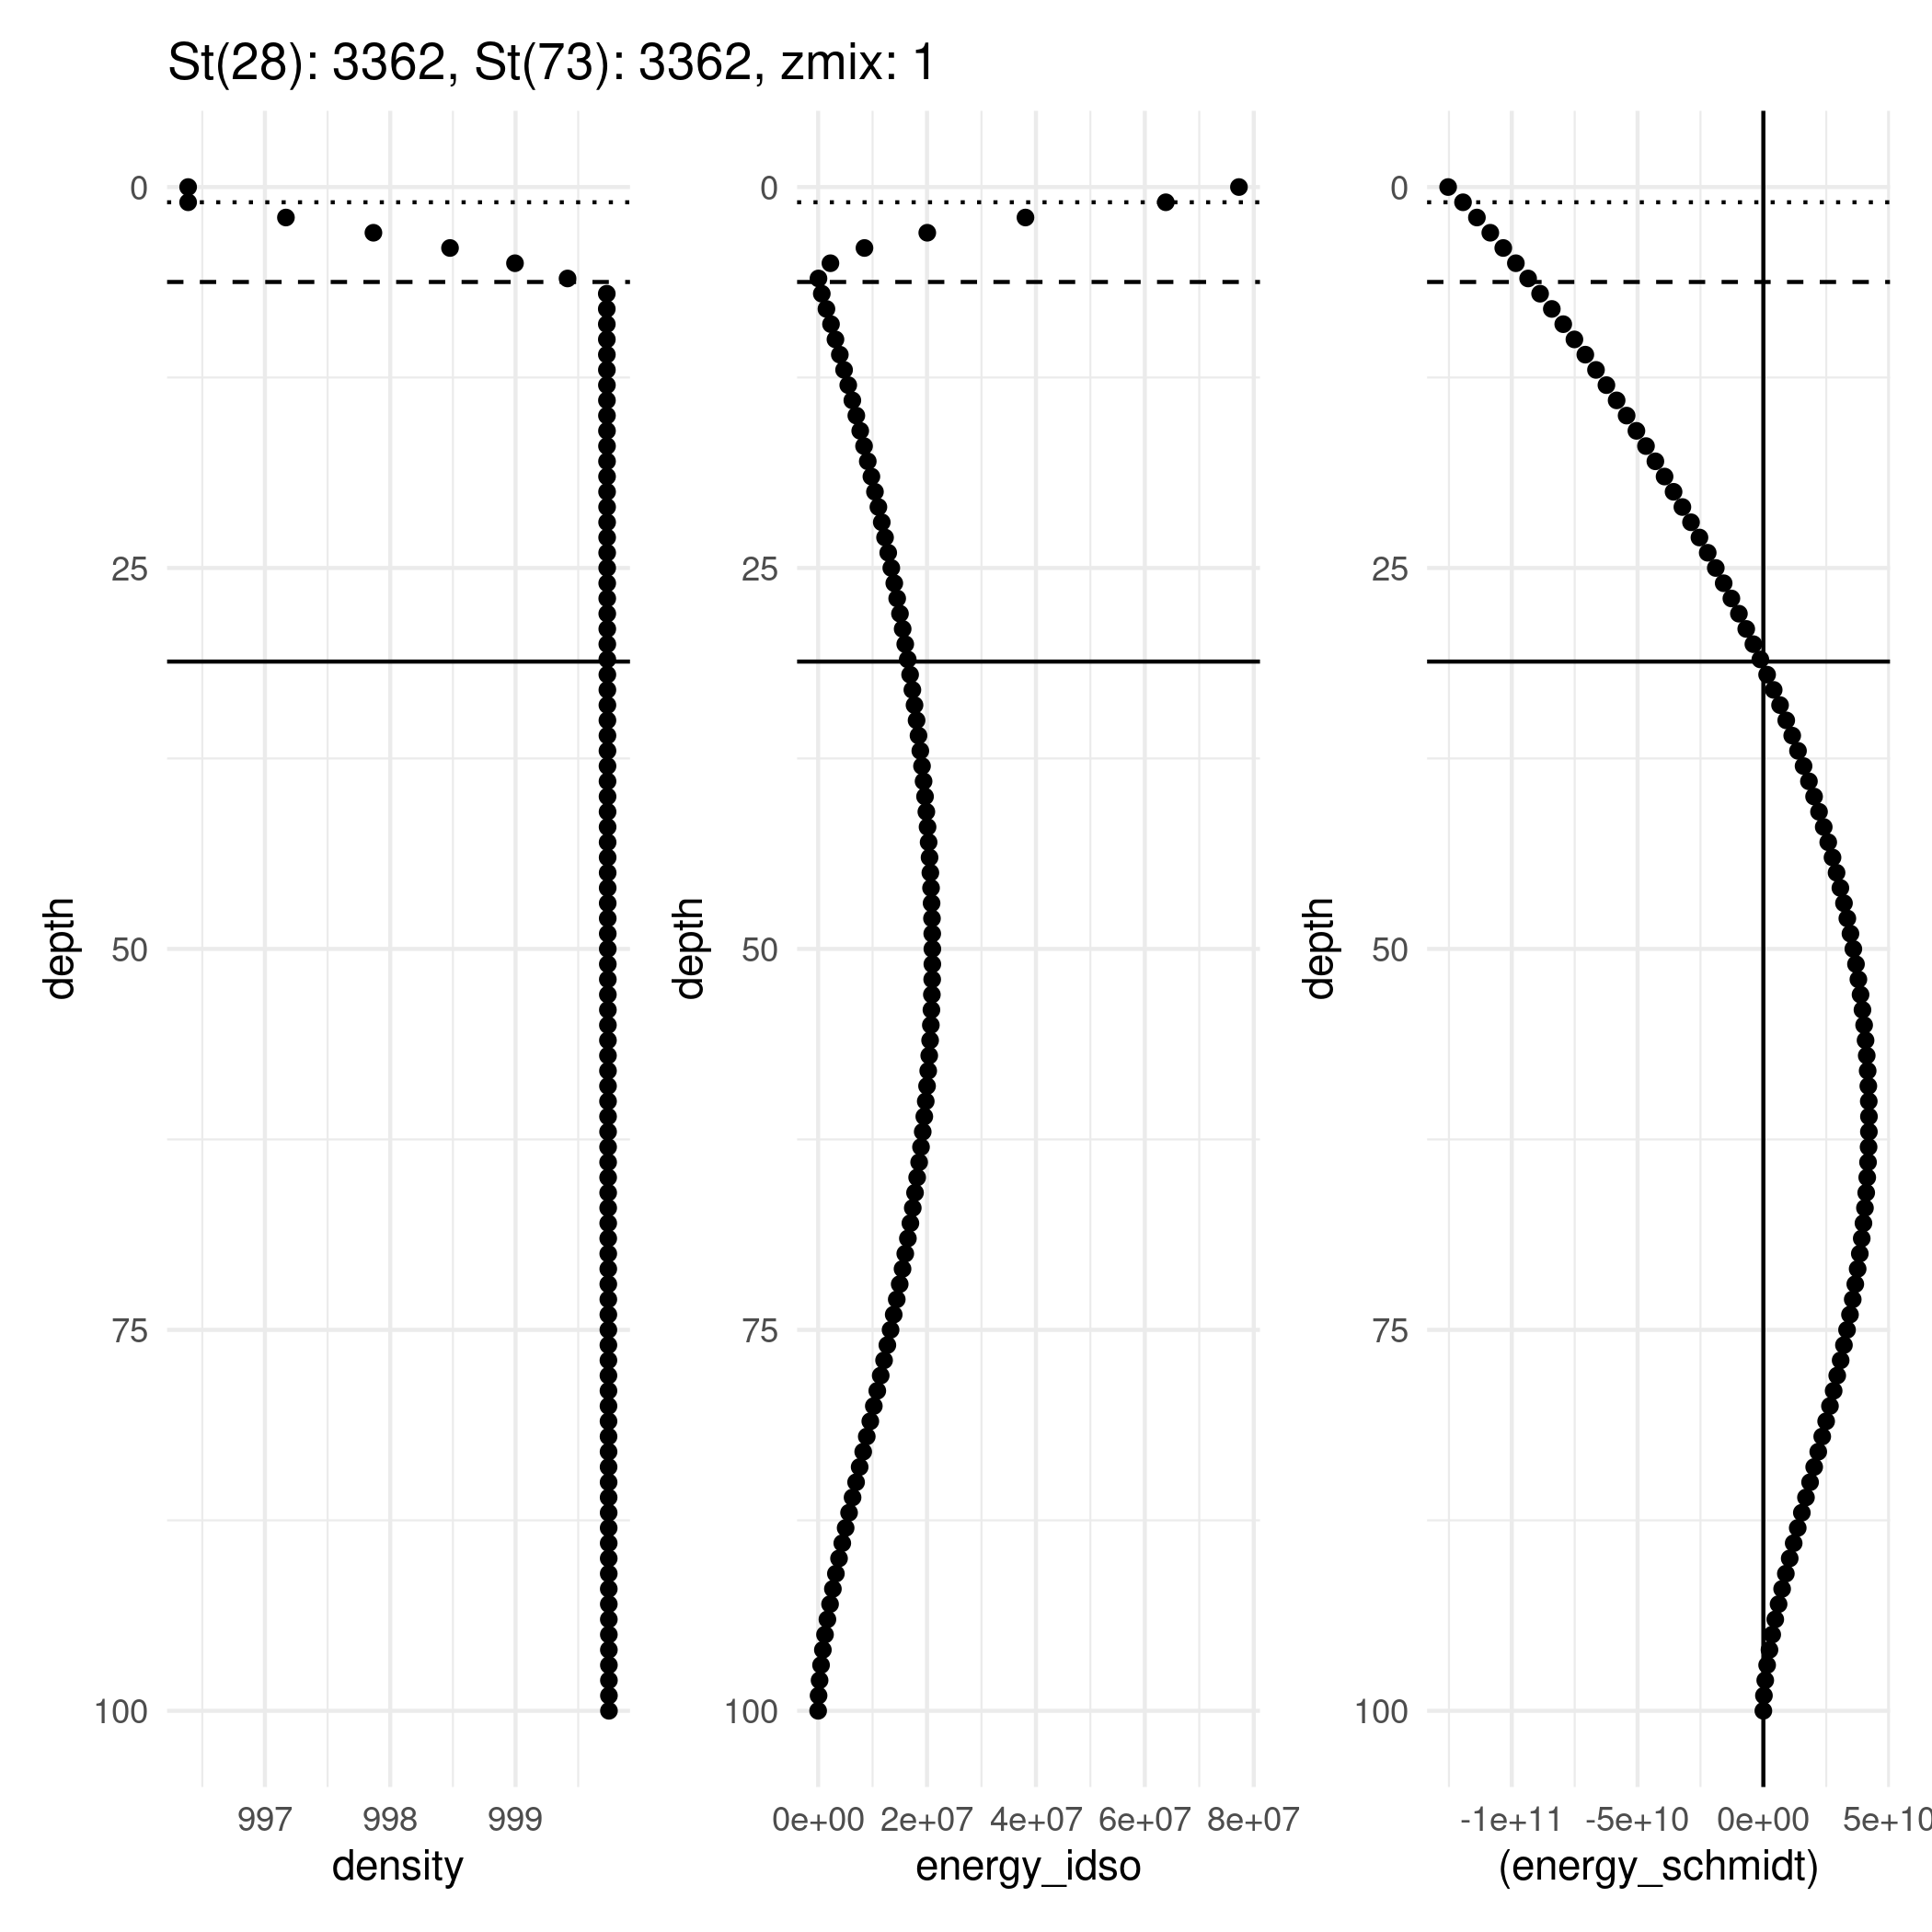 St(28): 3362, St(73): 3362, zmix: 1
depth
0
25
50
75
100
997 998 999
density
depth
0
25
50
75
100
0e+00 2e+07 4e+07 6e+07 8e+07
energy_idso
depth
0
25
50
75
100
-1e+11 -5e+10 0e+00 5e+10
(energy_schmidt)